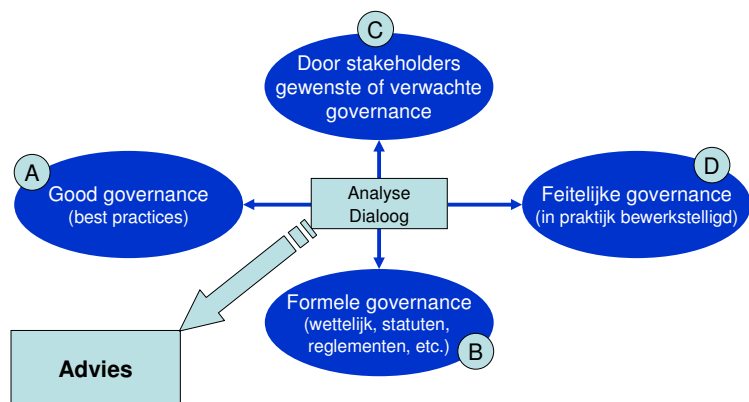 C
Door stakeholders
gewenste of verwachte
governance
A
Good governance
(best practices)
Analyse
Dialoog
D
Feitelijke governance
(in praktijk bewerkstelligd)
Formele governance
(wettelijk, statuten,
reglementen, etc.)
B
Advies